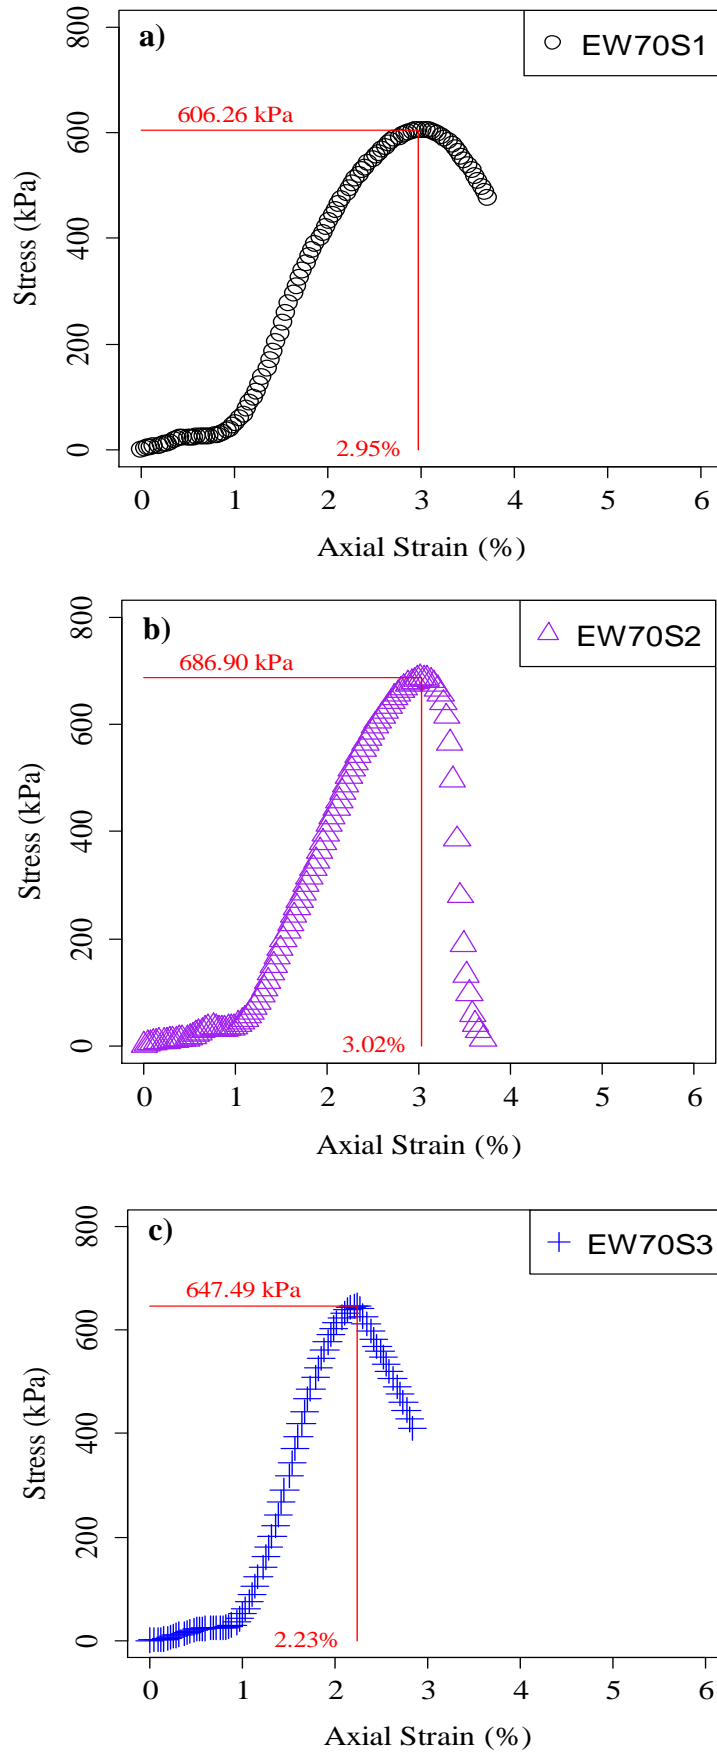 a)
EW70S1
606.26 kPa
2.95%
Stress (kPa)
0 200 400 600 800
0 1 2 3 4 5 6
Axial Strain (%)
b)
EW70S2
686.90 kPa
3.02%
Stress (kPa)
0 200 400 600 800
0 1 2 3 4 5 6
Axial Strain (%)
c)
EW70S3
647.49 kPa
2.23%
Stress (kPa)
0 200 400 600 800
0 1 2 3 4 5 6
Axial Strain (%)